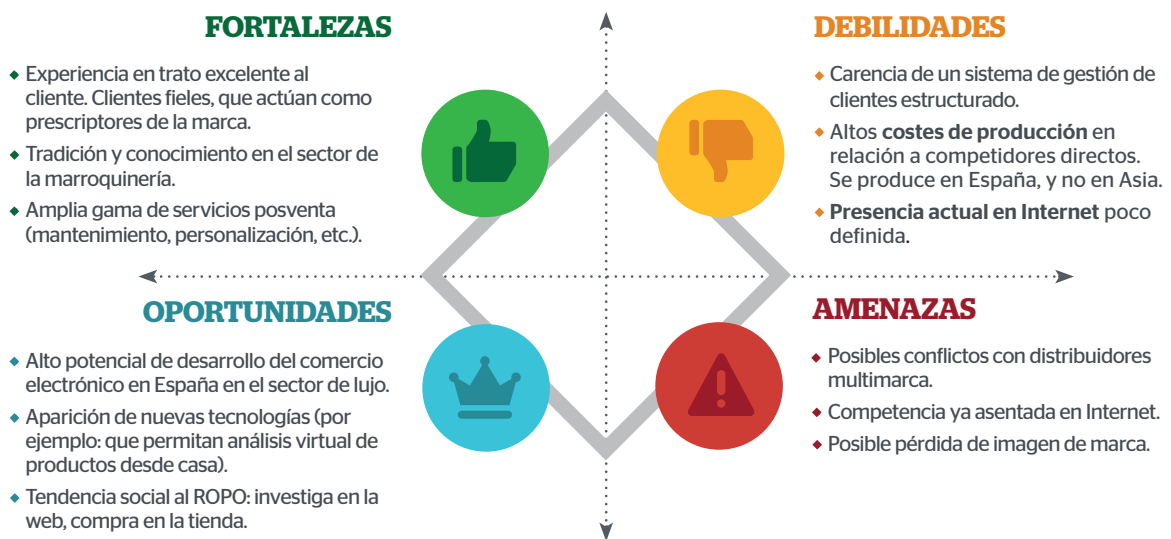 FORTALEZAS
◆ Experiencia en trato excelente al
cliente. Clientes fieles, que actúan como
prescriptores de la marca.
◆ Tradición y conocimiento en el sector de
la marroquinería.
◆ Amplia gama de servicios posventa
(mantenimiento, personalización, etc.).
DEBILIDADES
◆ Carencia de un sistema de gestión de
clientes estructurado.
◆ Altos costes de producción en
relación a competidores directos.
Se produce en España, y no en Asia.
◆ Presencia actual en Internet poco
definida.
OPORTUNIDADES
◆ Alto potencial de desarrollo del comercio
electrónico en España en el sector de lujo.
◆ Aparición de nuevas tecnologías (por
ejemplo: que permitan análisis virtual de
productos desde casa).
◆ Tendencia social al ROPO: investiga en la
web, compra en la tienda.
AMENAZAS
◆ Posibles conflictos con distribuidores
multimarca.
◆ Competencia ya asentada en Internet.
◆ Posible pérdida de imagen de marca.